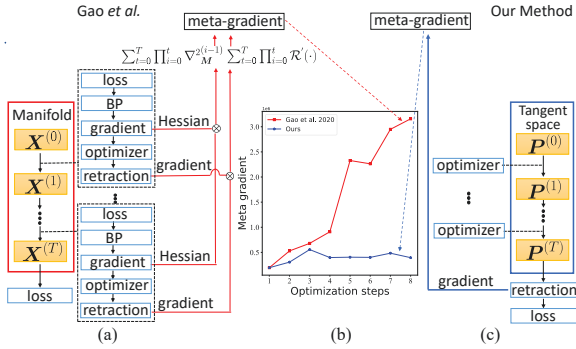 Gao et al.
meta-gradient
meta-gradient
Our Method
∑_{t=0}^{T} ∏_{i=0}^{t} ∇²_M^{(i-1)} ∑_{t=0}^{T} ∏_{i=0}^{t} R′(·)
Manifold
X^(0)
X^(1)
X^(T)
loss
loss
BP
gradient
optimizer
retraction
Hessian
gradient
loss
BP
gradient
optimizer
retraction
Hessian
gradient
(a)
1e6
Gao et al. 2020
Ours
Meta gradient
3.0
2.5
2.0
1.5
1.0
0.5
1 2 3 4 5 6 7 8
Optimization steps
(b)
optimizer
optimizer
gradient
Tangent
space
P^(0)
P^(1)
P^(T)
retraction
loss
(c)